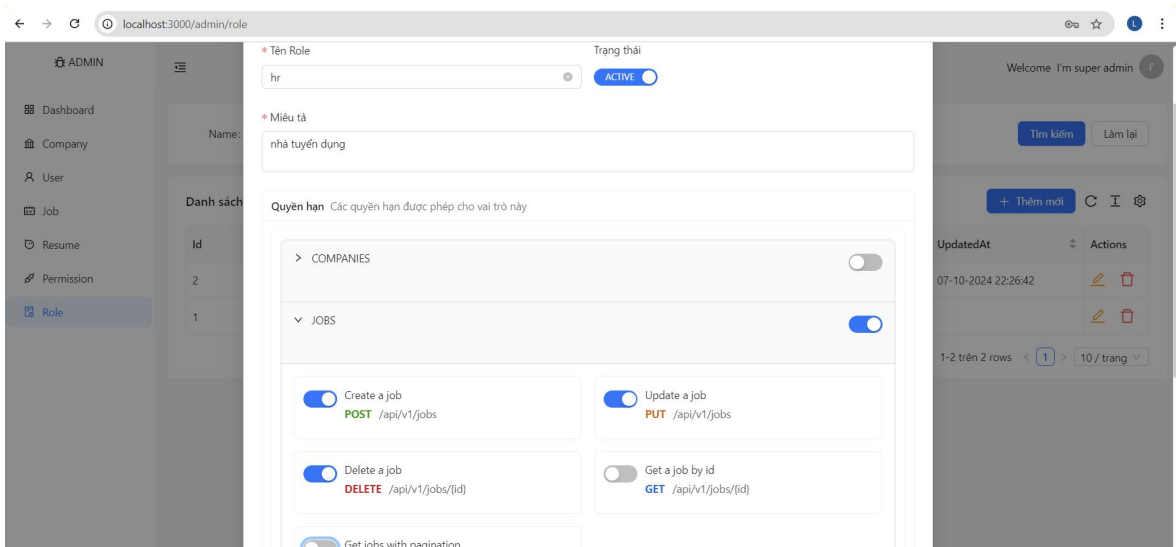 localhost:3000/admin/role
L
ADMIN
Dashboard
Company
User
Job
Resume
Permission
Role
Welcome I'm super admin I'
Name:
Tìm kiếm
Làm lại
Danh sách
+ Thêm mới
Id
UpdatedAt
Actions
2
07-10-2024 22:26:42
1
1-2 trên 2 rows < 1 > 10 / trang
* Tên Role
Trạng thái
hr
ACTIVE
* Miêu tả
nhà tuyển dụng
Quyền hạn Các quyền hạn được phép cho vai trò này
COMPANIES
JOBS
Create a job
POST /api/v1/jobs
Update a job
PUT /api/v1/jobs
Delete a job
DELETE /api/v1/jobs/{id}
Get a job by id
GET /api/v1/jobs/{id}
Get jobs with pagination